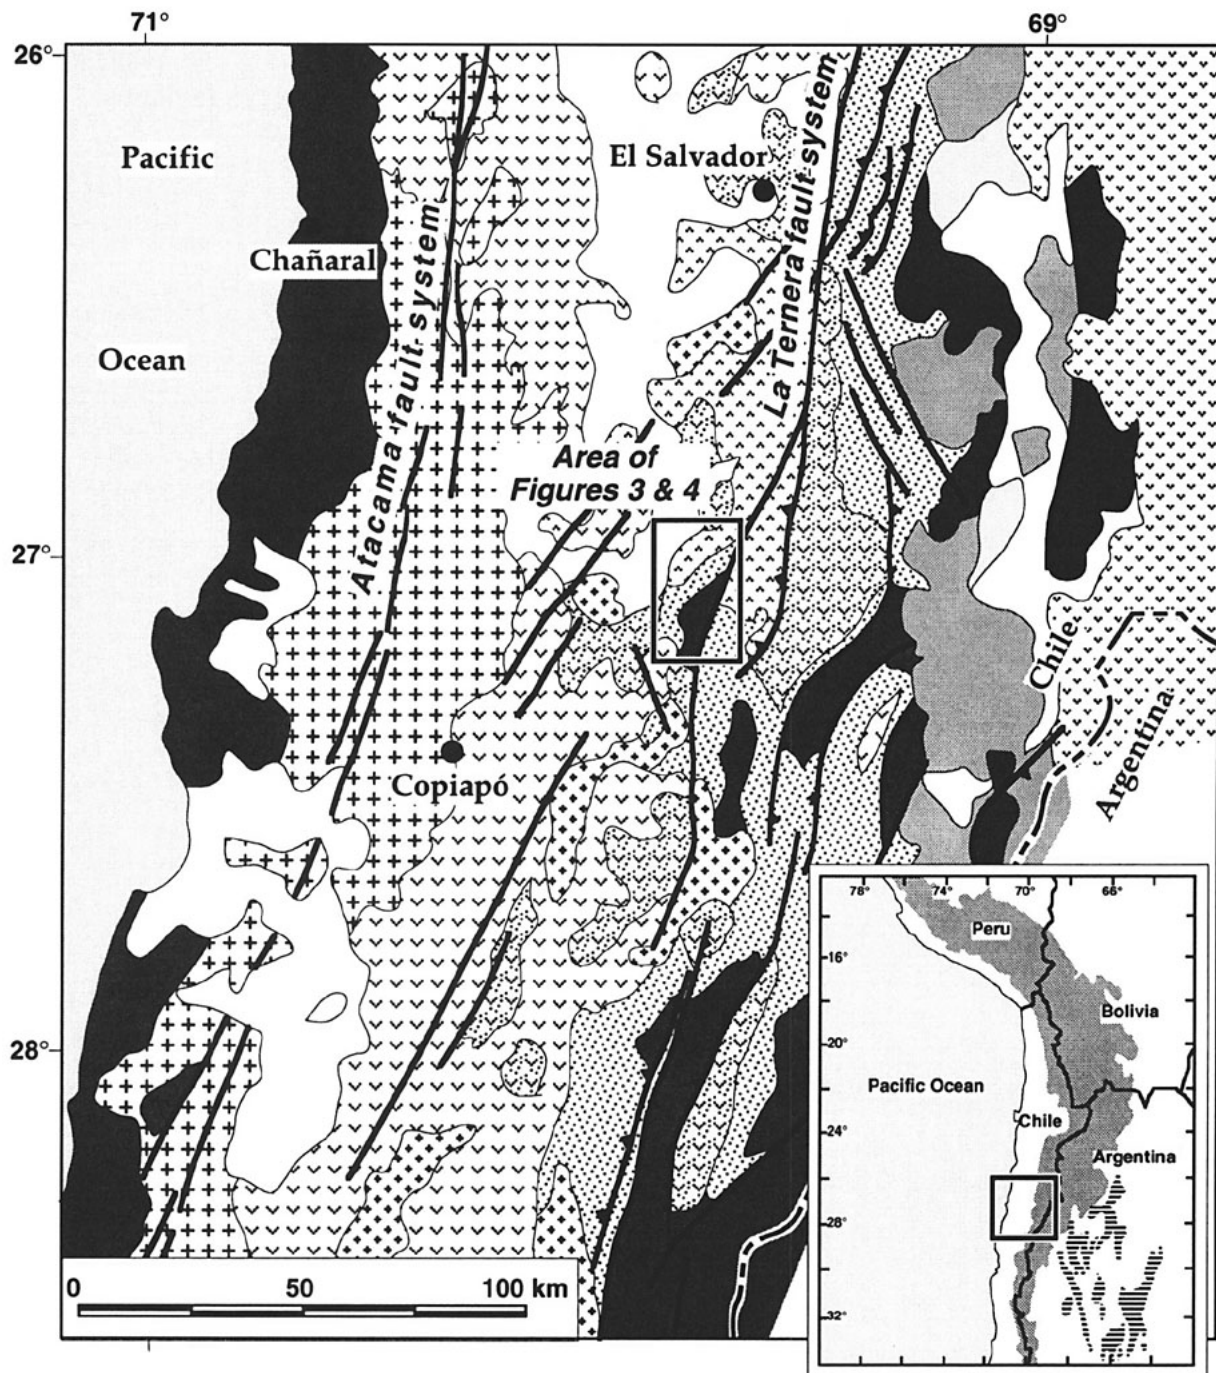 71°
69°
26°
Pacific
El Salvador
Chañaral
Ocean
Atacama fault system
La Ternera fault system
Area of
Figures 3 & 4
27°
Chile
Argentina
Copiapó
28°
0 50 100 km
78° 74° 70° 66°
Peru
16°
Bolivia
20°
Pacific Ocean
Chile
24°
Argentina
28°
32°